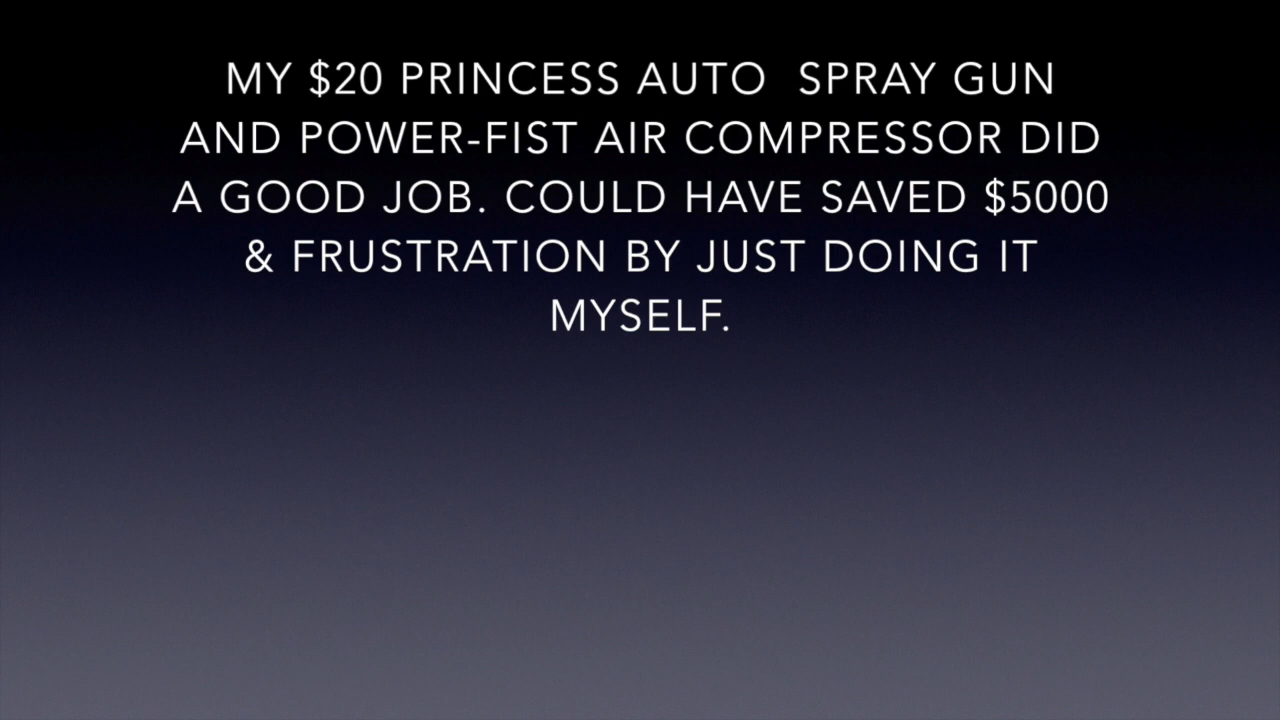 MY $20 PRINCESS AUTO  SPRAY GUN
AND POWER-FIST AIR COMPRESSOR DID
A GOOD JOB. COULD HAVE SAVED $5000
& FRUSTRATION BY JUST DOING IT
MYSELF.